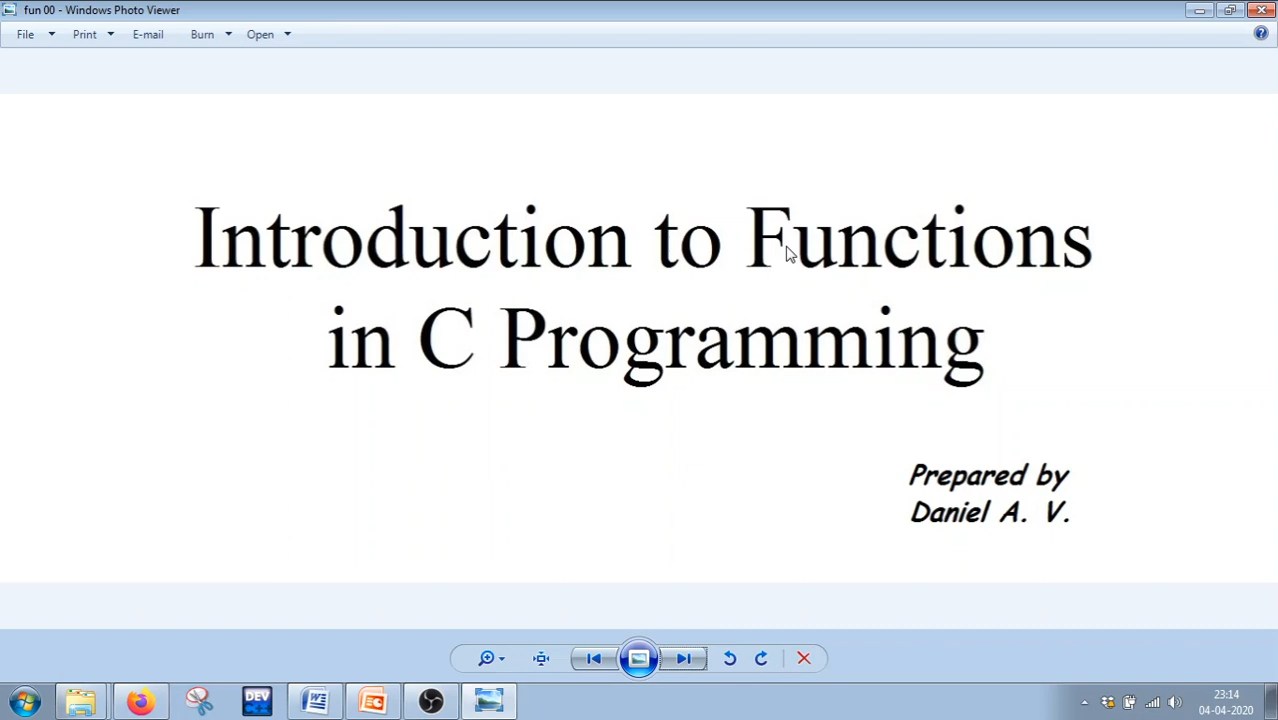 fun 00 - Windows Photo Viewer
File Print E-mail Burn Open
Introduction to Functions
in C Programming
Prepared by
Daniel A. V.
DEV
C++
23:14
04-04-2020